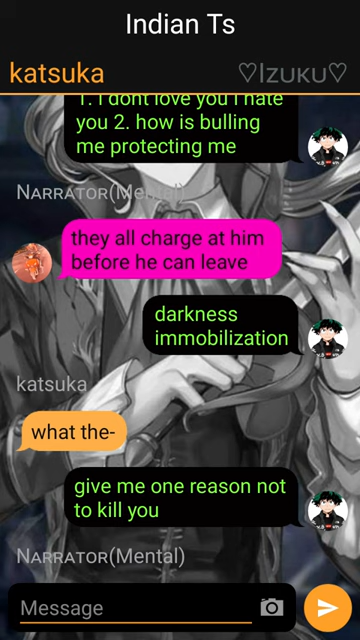 Indian Ts
katsuka
♡Izuku♡
1. I dont love you I hate
you 2. how is bulling
me protecting me
Narrator(Mental)
they all charge at him
before he can leave
darkness
immobilization
katsuka
what the-
give me one reason not
to kill you
Narrator(Mental)
Message